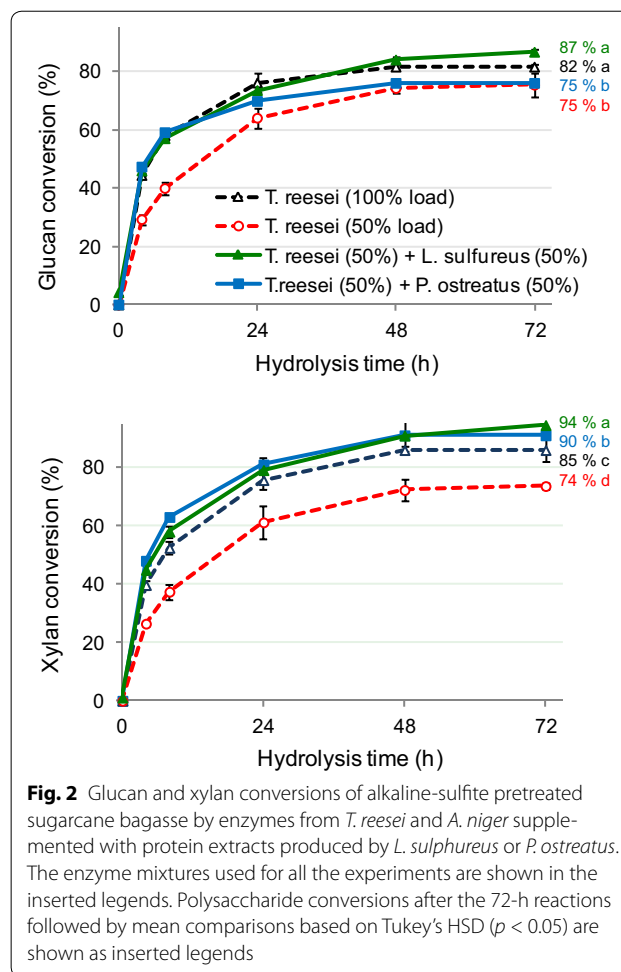 87% a
82% a
75% b
75% b
Glucan conversion (%)
80
60
40
20
0
T. reesei (100% load)
T. reesei (50% load)
T. reesei (50%) + L. sulfureus (50%)
T.reesei (50%) + P. ostreatus (50%)
0 24 48 72
Hydrolysis time (h)
94 % a
90 % b
85 % c
74 % d
Xylan conversion (%)
80
60
40
20
0
0 24 48 72
Hydrolysis time (h)
Fig. 2 Glucan and xylan conversions of alkaline-sulfite pretreated
sugarcane bagasse by enzymes from T. reesei and A. niger supple-
mented with protein extracts produced by L. sulphureus or P. ostreatus.
The enzyme mixtures used for all the experiments are shown in the
inserted legends. Polysaccharide conversions after the 72-h reactions
followed by mean comparisons based on Tukey's HSD (p < 0.05) are
shown as inserted legends